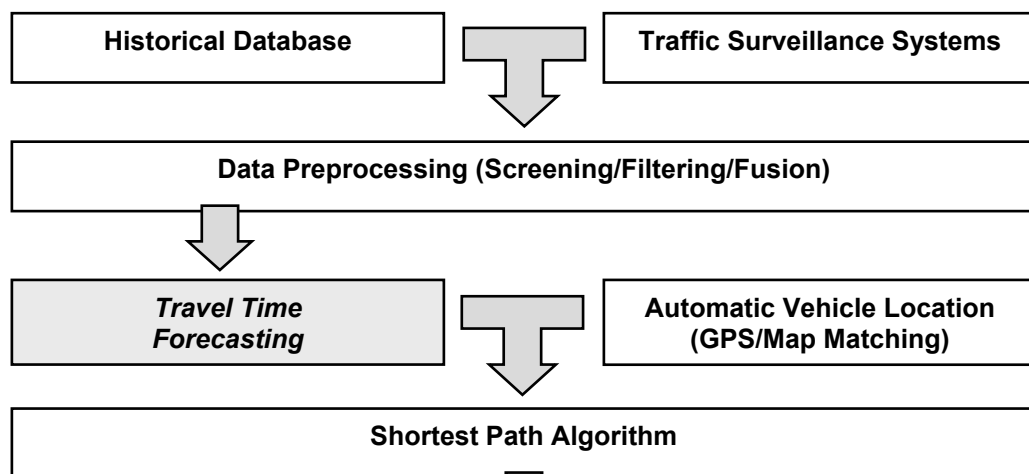 Historical Database
Traffic Surveillance Systems
Data Preprocessing (Screening/Filtering/Fusion)
Travel Time
Forecasting
Automatic Vehicle Location
(GPS/Map Matching)
Shortest Path Algorithm